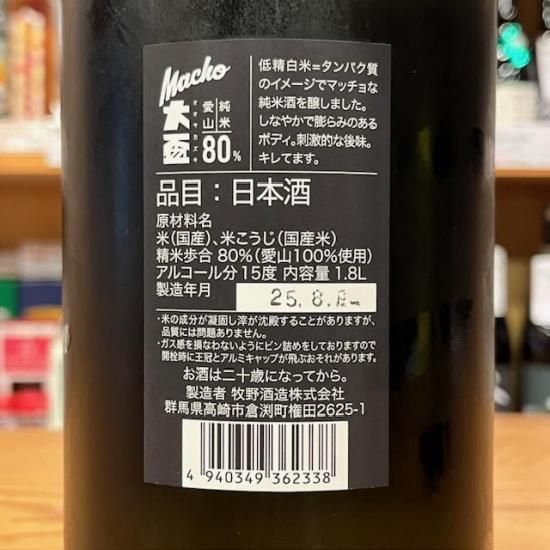 Macho
大盃
オオサカズキ
純米
愛山
80%
低精白米=タンパク質
のイメージでマッチョな
純米酒を醸しました。
しなやかで膨らみのある
ボディ。刺激的な後味。
キレてます。
品目：日本酒
原材料名
米(国産)、米こうじ(国産米)
精米歩合 80%(愛山100%使用)
アルコール分 15度 内容量 1.8L
製造年月 25.8.
・米の成分が凝固し滓が沈殿することがありますが、
品質には問題ありません。
・ガス感を損なわないようにビン詰めをしておりますので
開栓時に王冠とアルミキャップが飛ぶおそれがあります。
お酒は二十歳になってから。
製造者 牧野酒造株式会社
群馬県高崎市倉渕町権田2625-1
4 940349 362338